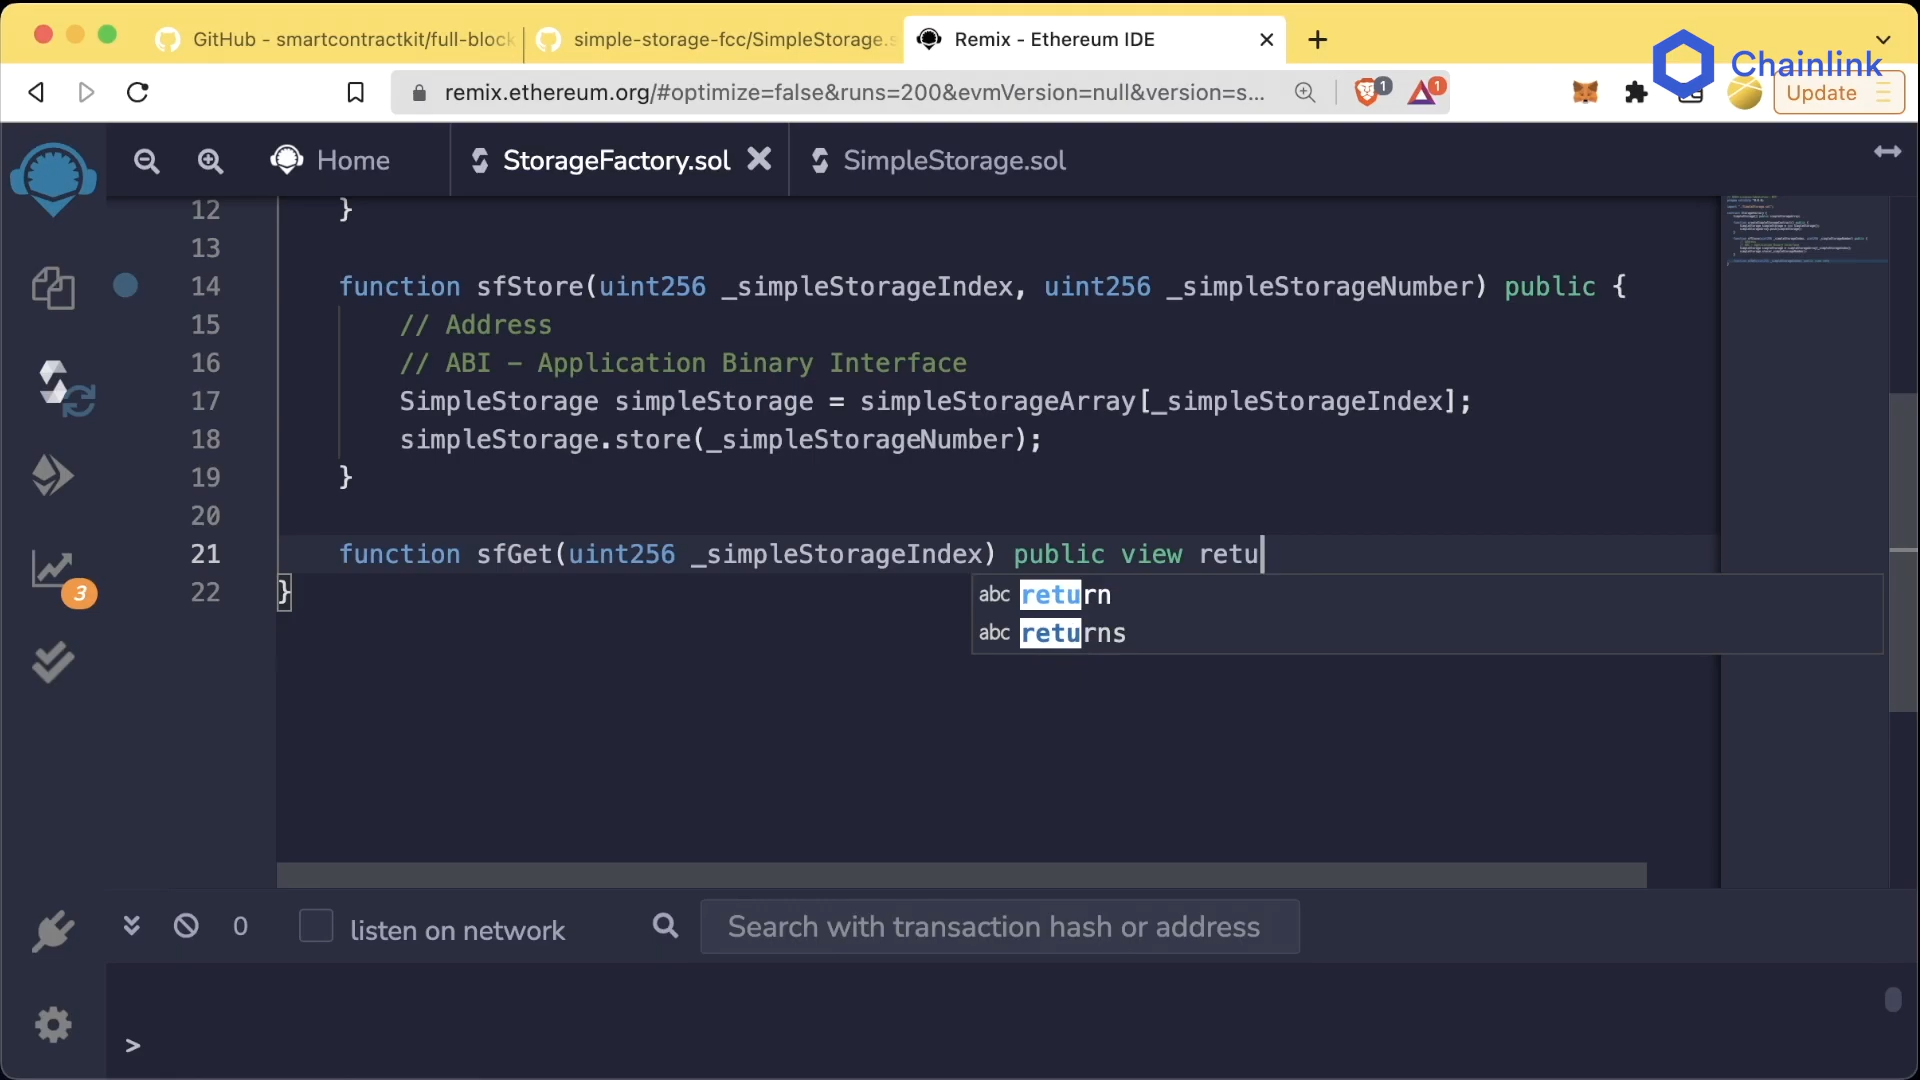 GitHub - smartcontractkit/full-block
simple-storage-fcc/SimpleStorage.s
Remix - Ethereum IDE
remix.ethereum.org/#optimize=false&runs=200&evmVersion=null&version=s...
1
1
Update
Chainlink
Home
StorageFactory.sol
SimpleStorage.sol
12 }
13
14 function sfStore(uint256 _simpleStorageIndex, uint256 _simpleStorageNumber) public {
15 // Address
16 // ABI - Application Binary Interface
17 SimpleStorage simpleStorage = simpleStorageArray[_simpleStorageIndex];
18 simpleStorage.store(_simpleStorageNumber);
19 }
20
21 function sfGet(uint256 _simpleStorageIndex) public view retu
22 }
abc return
abc returns
3
0
listen on network
Search with transaction hash or address
>